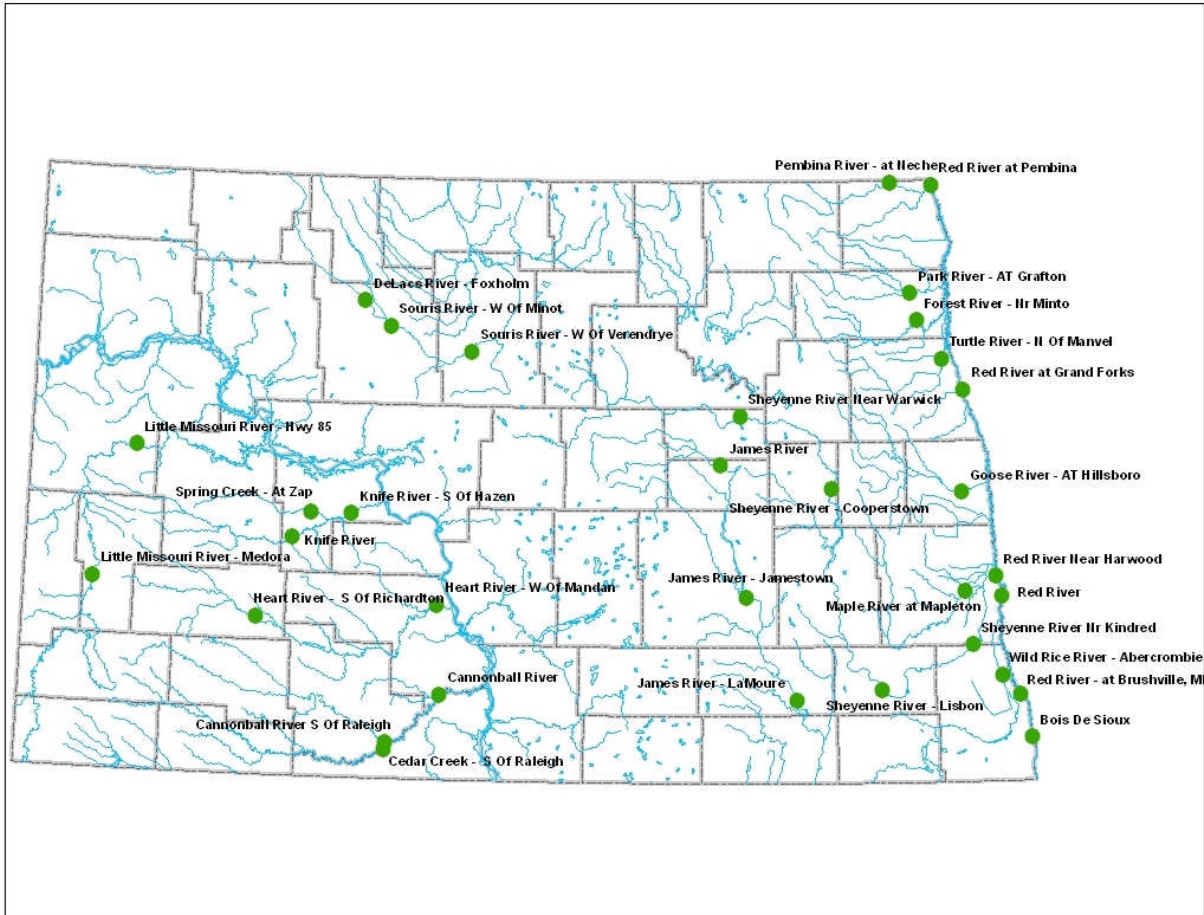 Pembina River - at Neche
Red River at Pembina
Park River - AT Grafton
DeLacs River - Foxholm
Forest River - Nr Minto
Souris River - W Of Minot
Souris River - W Of Verendrye
Turtle River - N Of Manvel
Red River at Grand Forks
Sheyenne River Near Warwick
Little Missouri River - Hwy 85
James River
Goose River - AT Hillsboro
Spring Creek - At Zap
Knife River - S Of Hazen
Sheyenne River - Cooperstown
Knife River
Little Missouri River - Medora
Red River Near Harwood
James River - Jamestown
Heart River - W Of Mandan
Red River
Heart River - S Of Richardton
Maple River at Mapleton
Sheyenne River Nr Kindred
Wild Rice River - Abercrombie
Cannonball River
James River - LaMoure
Red River - at Brushville, M
Sheyenne River - Lisbon
Bois De Sioux
Cannonball River S Of Raleigh
Cedar Creek - S Of Raleigh